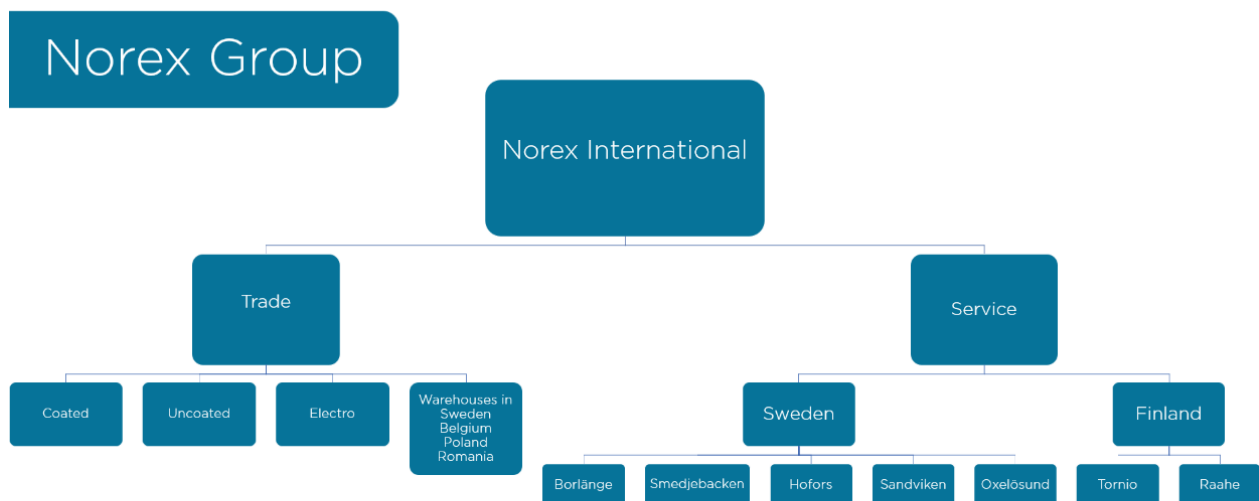 Norex Group
Norex International
Trade
Service
Coated
Uncoated
Electro
Warehouses in
Sweden
Belgium
Poland
Romania
Sweden
Finland
Borlänge
Smedjebacken
Hofors
Sandviken
Oxelösund
Tornio
Raahe